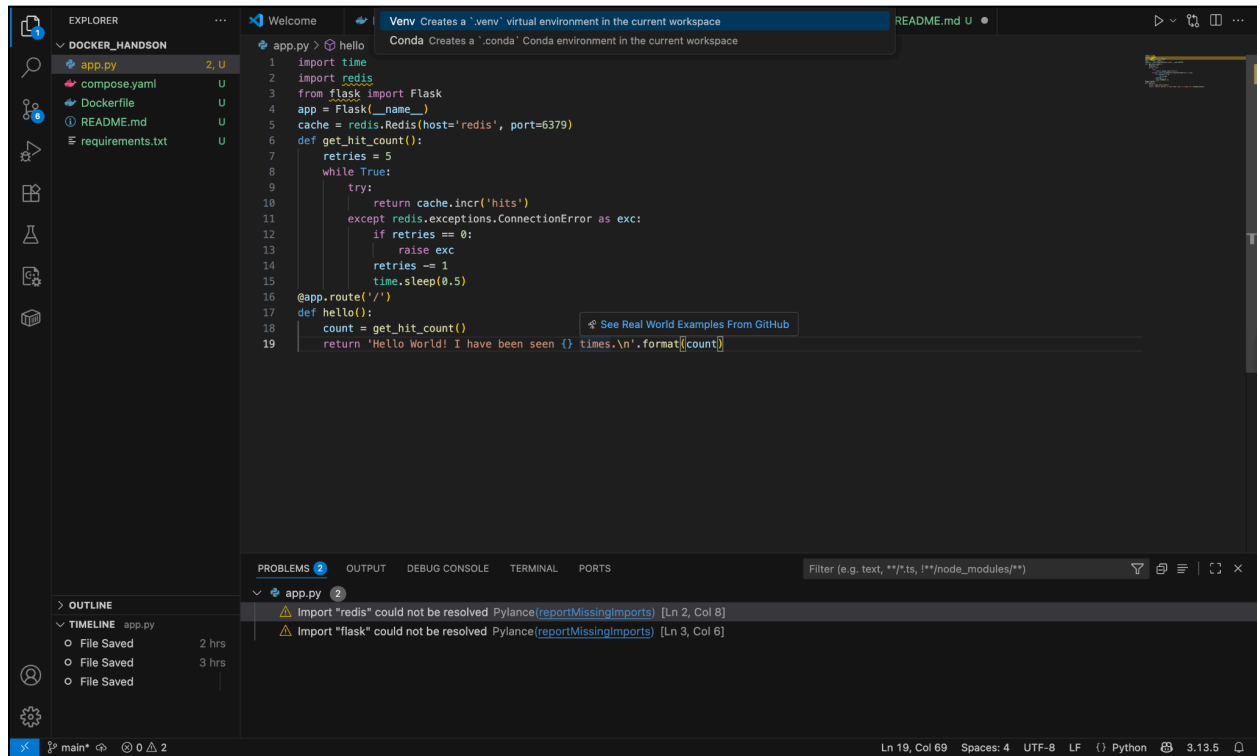 EXPLORER
DOCKER_HANDSON
app.py 2, U
compose.yaml U
Dockerfile U
README.md U
requirements.txt U
OUTLINE
TIMELINE app.py
File Saved 2 hrs
File Saved 3 hrs
File Saved
Welcome
README.md U
Venv Creates a `.venv` virtual environment in the current workspace
Conda Creates a `.conda` Conda environment in the current workspace
app.py > hello
1 import time
2 import redis
3 from flask import Flask
4 app = Flask(__name__)
5 cache = redis.Redis(host='redis', port=6379)
6 def get_hit_count():
7 retries = 5
8 while True:
9 try:
10 return cache.incr('hits')
11 except redis.exceptions.ConnectionError as exc:
12 if retries == 0:
13 raise exc
14 retries -= 1
15 time.sleep(0.5)
16 @app.route('/')
17 def hello():
18 count = get_hit_count()
See Real World Examples From GitHub
19 return 'Hello World! I have been seen {} times.\n'.format(count)
PROBLEMS 2 OUTPUT DEBUG CONSOLE TERMINAL PORTS
Filter (e.g. text, **/*.ts, !**/node_modules/**)
app.py 2
Import "redis" could not be resolved Pylance(reportMissingImports) [Ln 2, Col 8]
Import "flask" could not be resolved Pylance(reportMissingImports) [Ln 3, Col 6]
1
6
main* 0 2
Ln 19, Col 69 Spaces: 4 UTF-8 LF {} Python 3.13.5